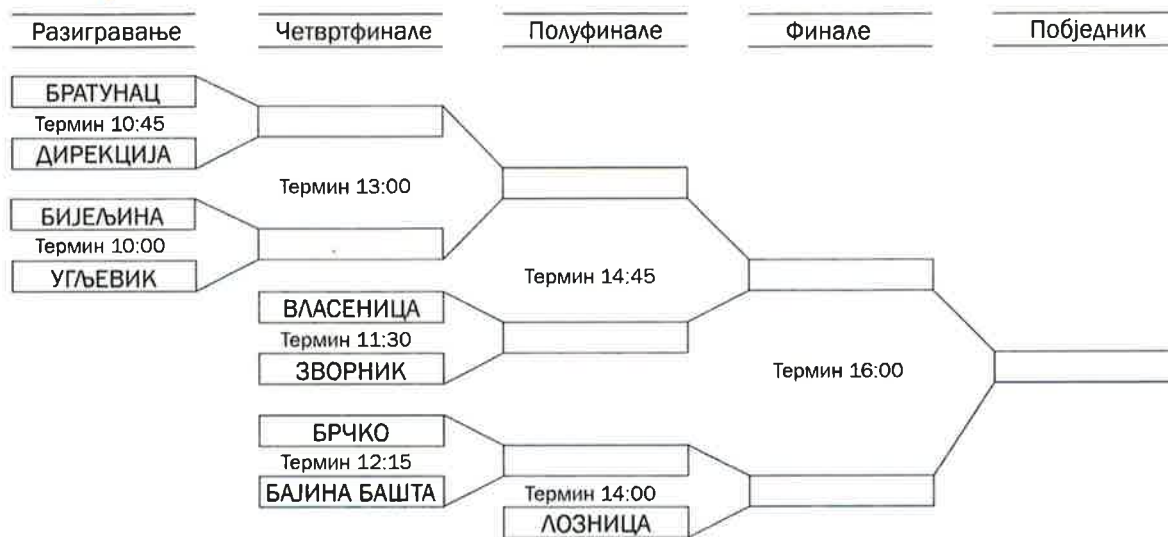 Разигравање
Четвртфинале
Полуфинале
Финале
Побједник
БРАТУНАЦ
Термин 10:45
ДИРЕКЦИЈА
Термин 13:00
БИЈЕЉИНА
Термин 10:00
УГЉЕВИК
Термин 14:45
ВЛАСЕНИЦА
Термин 11:30
ЗВОРНИК
Термин 16:00
БРЧКО
Термин 12:15
БАЈИНА БАШТА
Термин 14:00
ЛОЗНИЦА